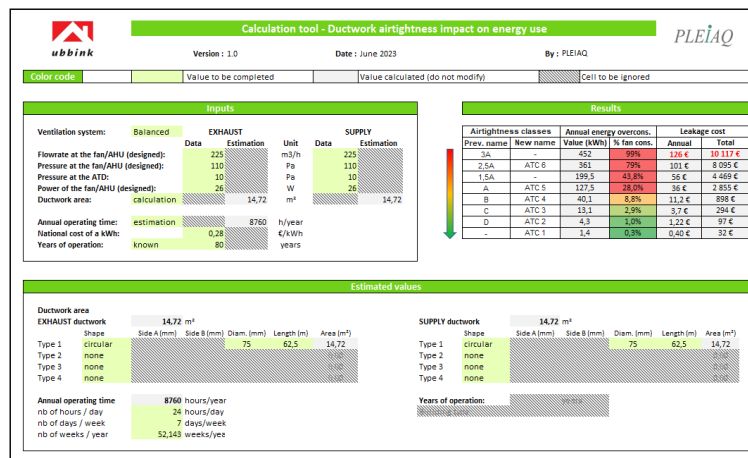 Calculation tool - Ductwork airtightness impact on energy use
ubbink
PLEIAQ
Version : 1.0 Date : June 2023 By : PLEIAQ
Color code Value to be completed Value calculated (do not modify) Cell to be ignored
Inputs
Ventilation system: Balanced EXHAUST SUPPLY
Data Estimation Unit Data Estimation
Flowrate at the fan/AHU (designed): 225 m3/h 225
Pressure at the fan/AHU (designed): 110 Pa 110
Pressure at the ATD: 10 Pa 10
Power of the fan/AHU (designed): 26 W 26
Ductwork area: calculation 14,72 m² 14,72
Annual operating time: estimation 8760 h/year
National cost of a kWh: 0,28 €/kWh
Years of operation: known 80 years
Results
Airtightness classes Annual energy overcons. Leakage cost
Prev. name New name Value (kWh) % fan cons. Annual Total
3A - 452 99% 126 € 10 117 €
2,5A ATC 6 361 79% 101 € 8 095 €
1,5A - 199,5 43,8% 56 € 4 469 €
A ATC 5 127,5 28,0% 36 € 2 855 €
B ATC 4 40,1 8,8% 11,2 € 898 €
C ATC 3 13,1 2,9% 3,7 € 294 €
D ATC 2 4,3 1,0% 1,22 € 97 €
- ATC 1 1,4 0,3% 0,40 € 32 €
Estimated values
Ductwork area
EXHAUST ductwork 14,72 m²
Shape Side A (mm) Side B (mm) Diam. (mm) Length (m) Area (m²)
Type 1 circular 75 62,5 14,72
Type 2 none 0,00
Type 3 none 0,00
Type 4 none 0,00
SUPPLY ductwork 14,72 m²
Shape Side A (mm) Side B (mm) Diam. (mm) Length (m) Area (m²)
Type 1 circular 75 62,5 14,72
Type 2 none 0,00
Type 3 none 0,00
Type 4 none 0,00
Annual operating time 8760 hours/year
nb of hours / day 24 hours/day
nb of days / week 7 days/week
nb of weeks / year 52,143 weeks/yea
Years of operation: years